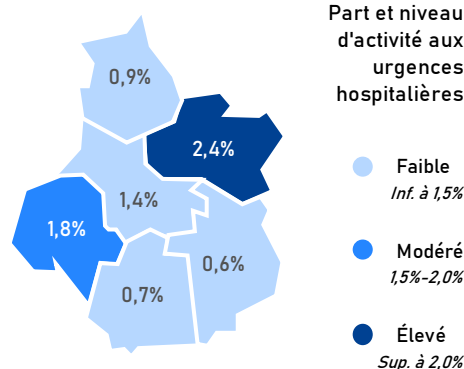 Part et niveau
d'activité aux
urgences
hospitalières
0,9%
2,4%
1,4%
1,8%
0,6%
0,7%
Faible
Inf. à 1,5%
Modéré
1,5%-2,0%
Élevé
Sup. à 2,0%